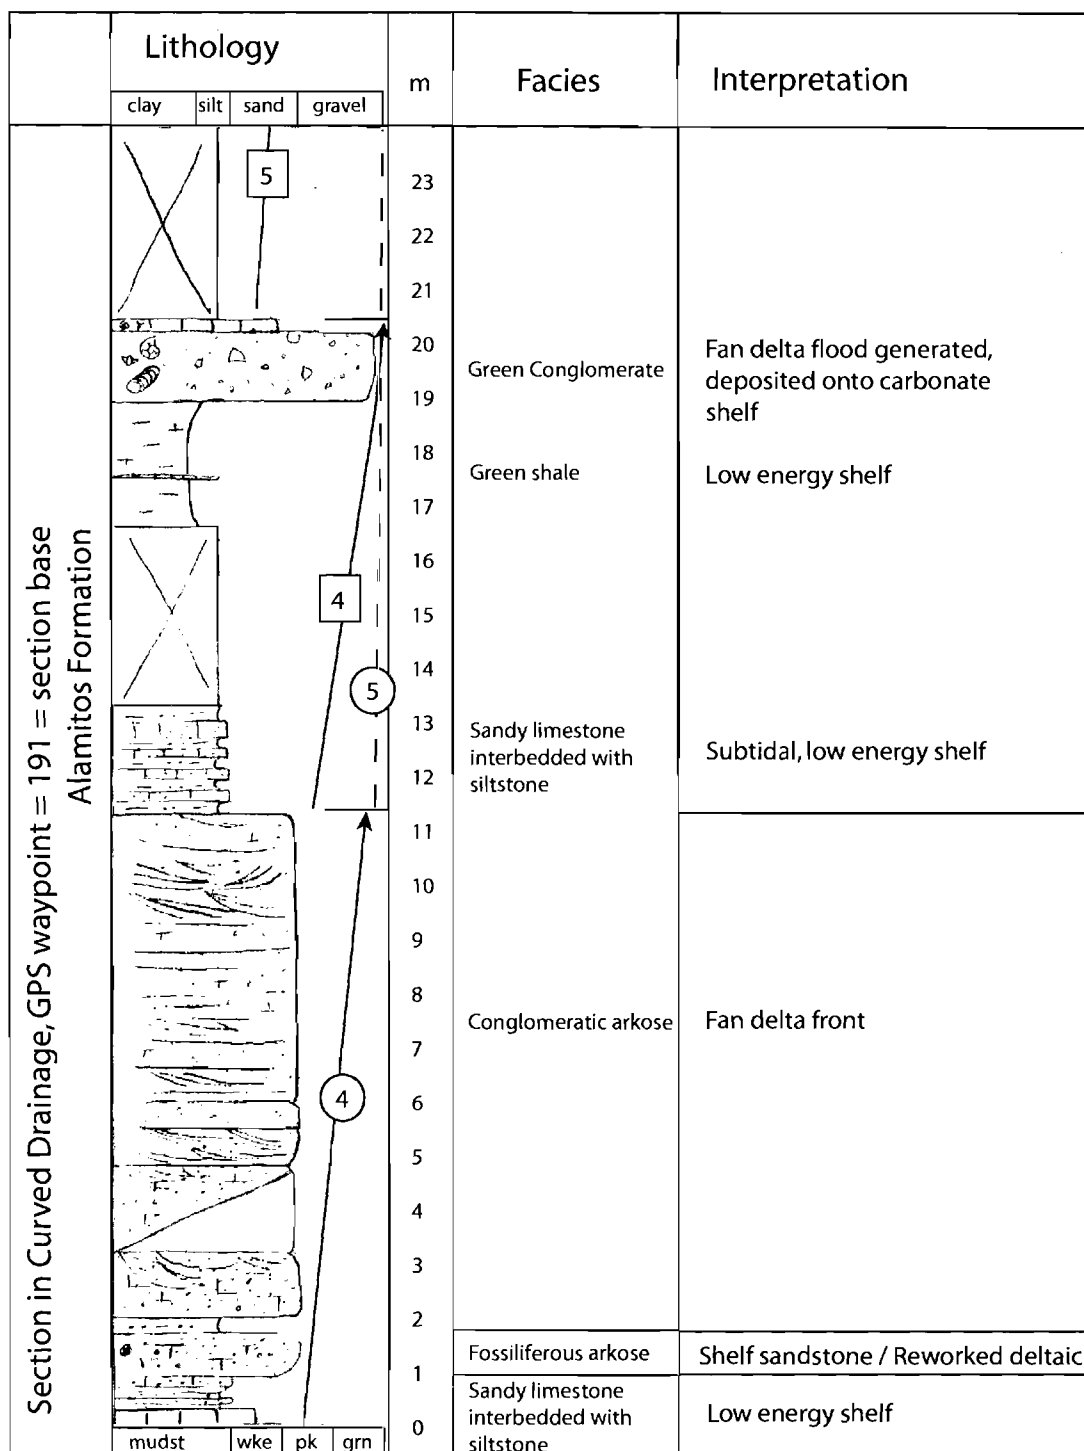 Lithology
m
Facies
Interpretation
clay
silt
sand
gravel
Section in Curved Drainage, GPS waypoint = 191 = section base
Alamitos Formation
5
23
22
21
20
Green Conglomerate
Fan delta flood generated,
deposited onto carbonate
shelf
19
18
Green shale
Low energy shelf
17
16
4
15
14
5
13
Sandy limestone
interbedded with
siltstone
Subtidal, low energy shelf
12
11
10
9
8
Conglomeratic arkose
Fan delta front
7
4
6
5
4
3
2
Fossiliferous arkose
Shelf sandstone / Reworked deltaic
1
Sandy limestone
interbedded with
siltstone
Low energy shelf
0
mudst
wke
pk
grn